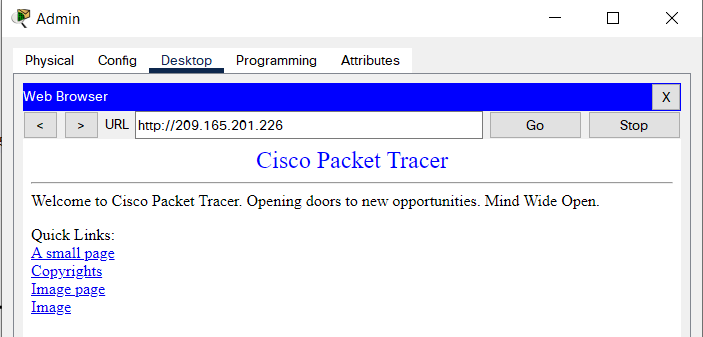 Admin
Physical Config Desktop Programming Attributes
Web Browser X
< > URL http://209.165.201.226 Go Stop
Cisco Packet Tracer
Welcome to Cisco Packet Tracer. Opening doors to new opportunities. Mind Wide Open.
Quick Links:
A small page
Copyrights
Image page
Image